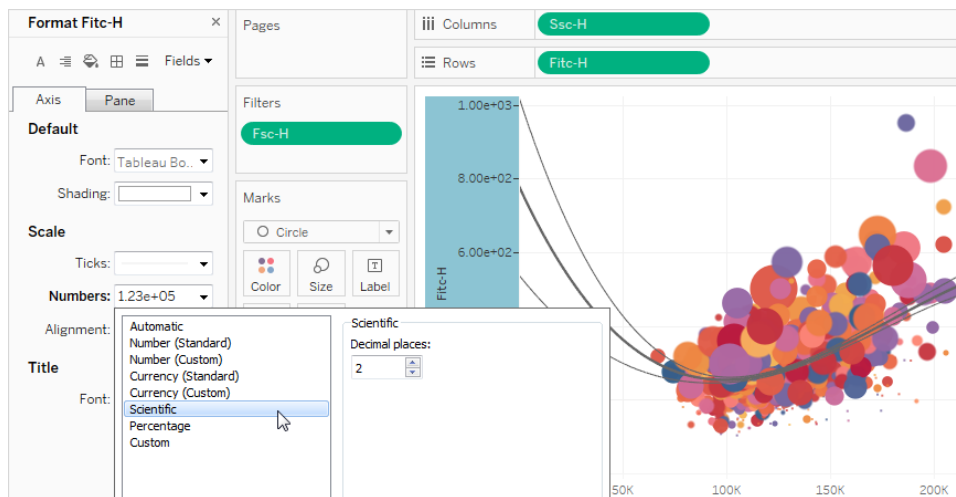 Format Fitc-H ×
A Fields
Axis Pane
Default
Font: Tableau Bo..
Shading:
Scale
Ticks:
Numbers: 1.23e+05
Alignment:
Title
Font:
Automatic
Number (Standard)
Number (Custom)
Currency (Standard)
Currency (Custom)
Scientific
Percentage
Custom
Scientific
Decimal places:
2
Pages
Filters
Fsc-H
Marks
Circle
T
Color Size Label
Columns Ssc-H
Rows Fitc-H
1.00e+03
8.00e+02
6.00e+02
Fitc-H
50K 100K 150K 200K